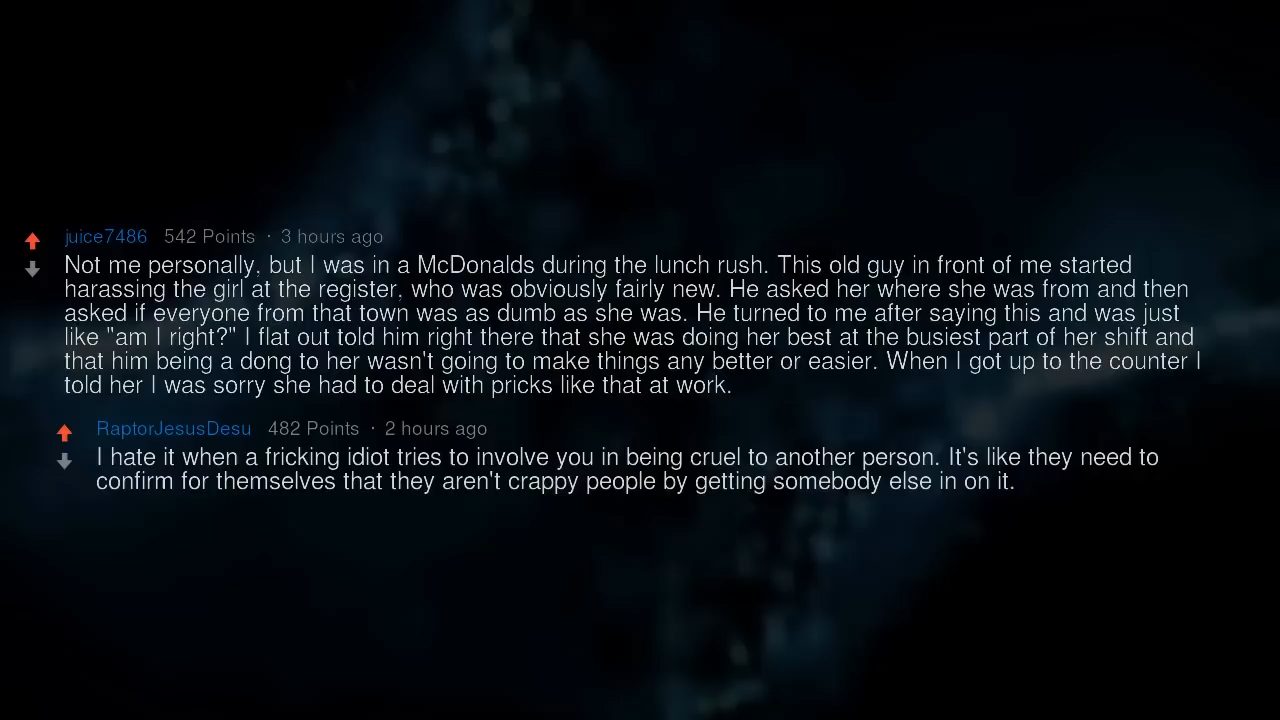 juice7486 542 Points · 3 hours ago
Not me personally, but I was in a McDonalds during the lunch rush. This old guy in front of me started
harassing the girl at the register, who was obviously fairly new. He asked her where she was from and then
asked if everyone from that town was as dumb as she was. He turned to me after saying this and was just
like "am I right?" I flat out told him right there that she was doing her best at the busiest part of her shift and
that him being a dong to her wasn't going to make things any better or easier. When I got up to the counter I
told her I was sorry she had to deal with pricks like that at work.
RaptorJesusDesu 482 Points · 2 hours ago
I hate it when a fricking idiot tries to involve you in being cruel to another person. It's like they need to
confirm for themselves that they aren't crappy people by getting somebody else in on it.